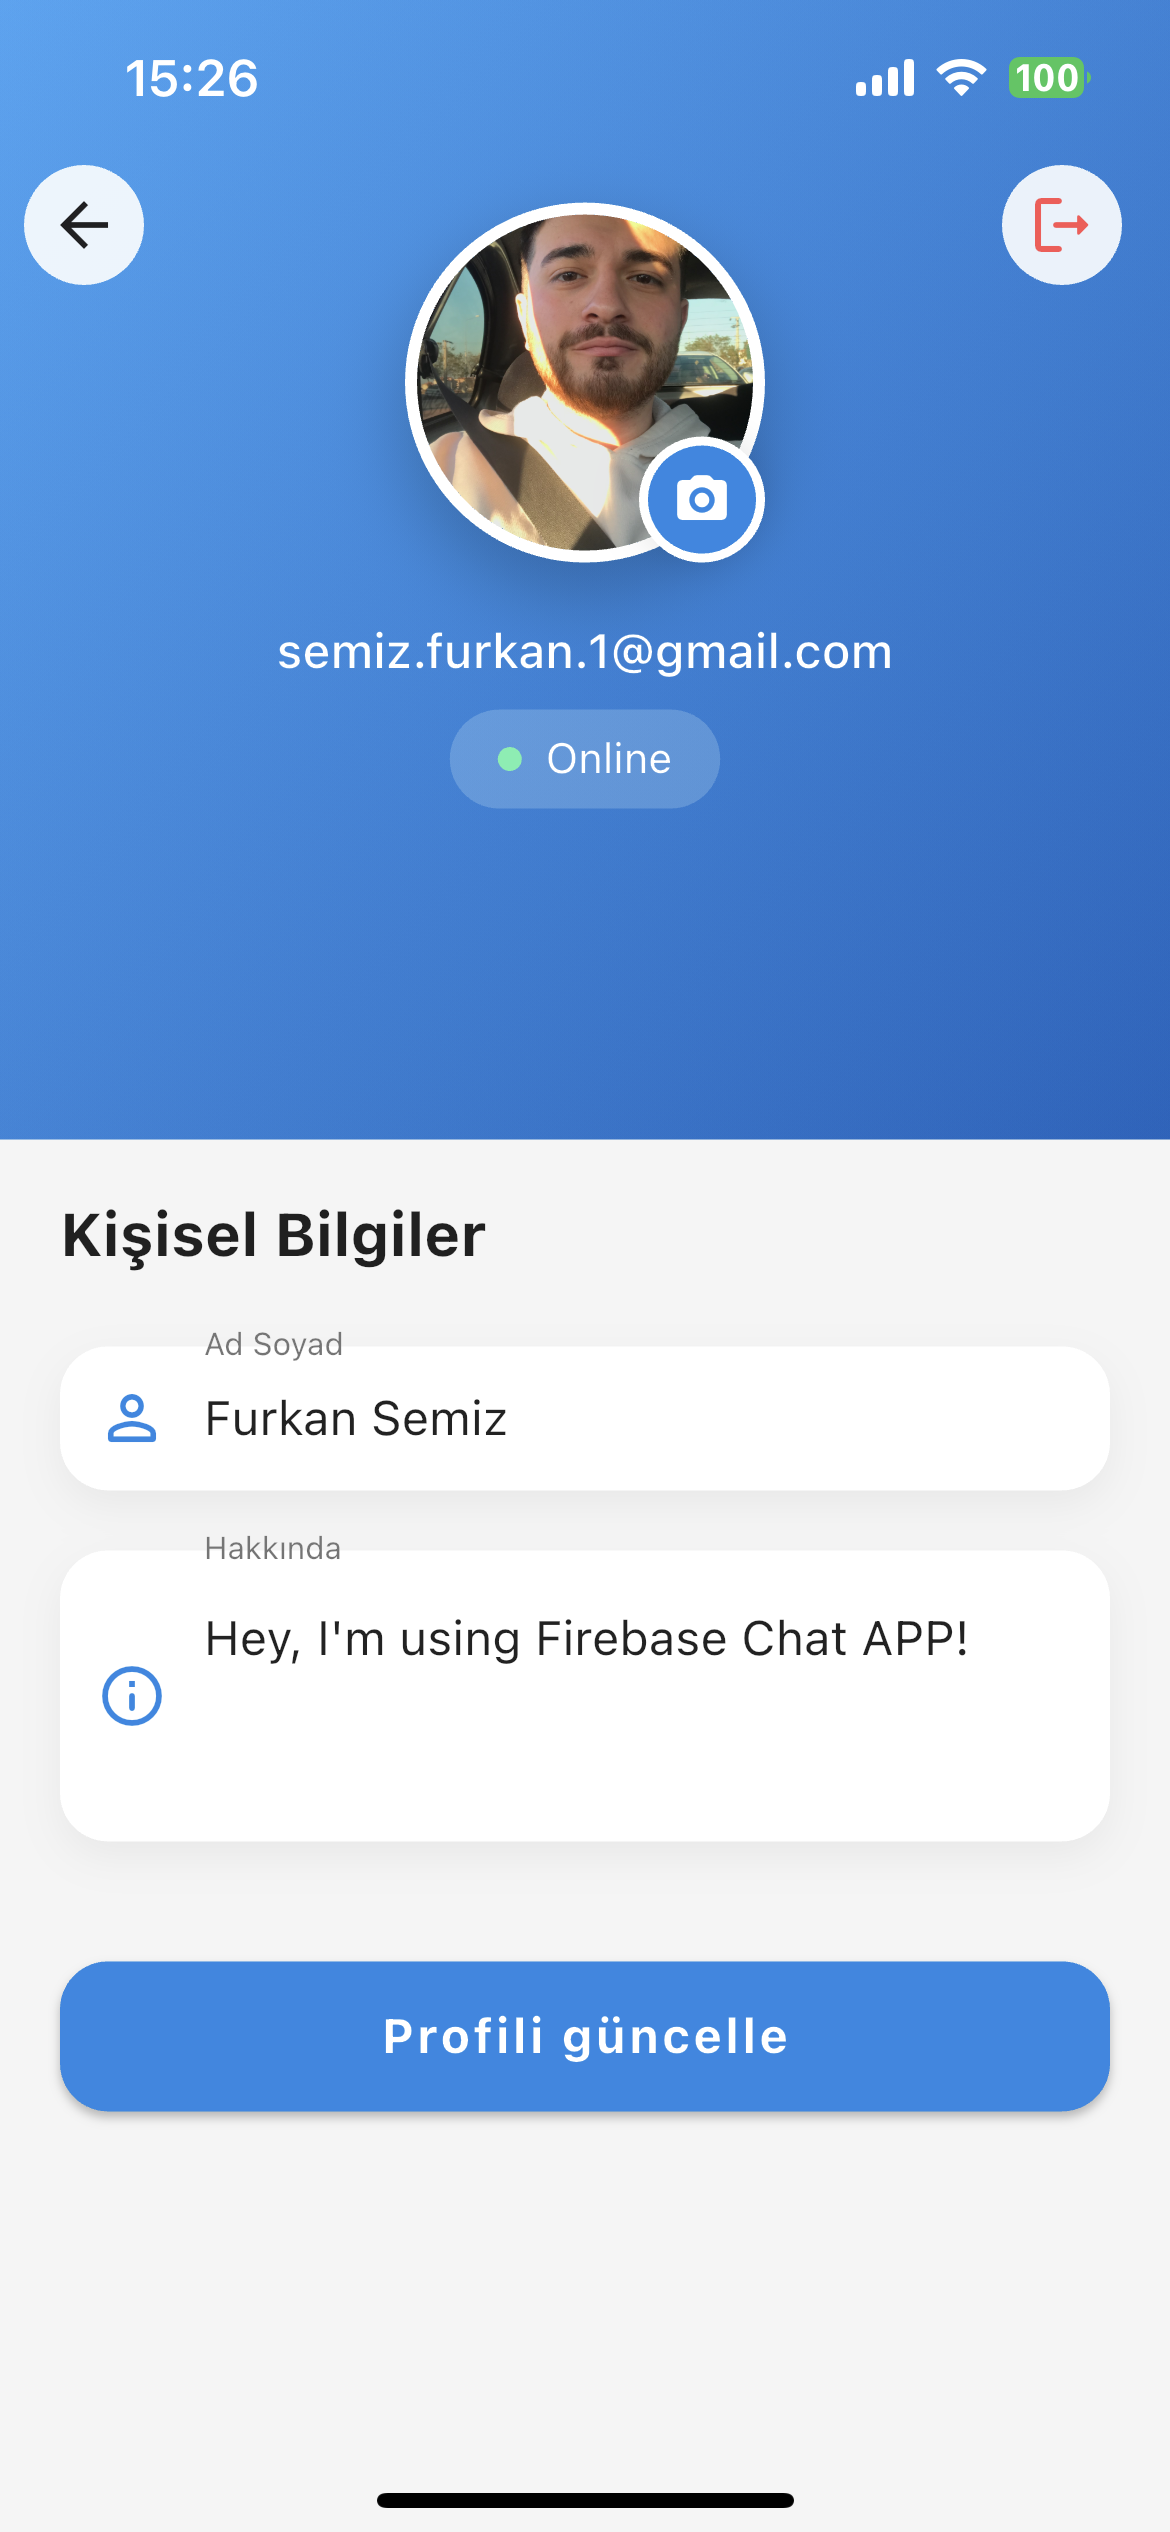 15:26
100
semiz.furkan.1@gmail.com
Online
Kişisel Bilgiler
Ad Soyad
Furkan Semiz
Hakkında
Hey, I'm using Firebase Chat APP!
Profili güncelle